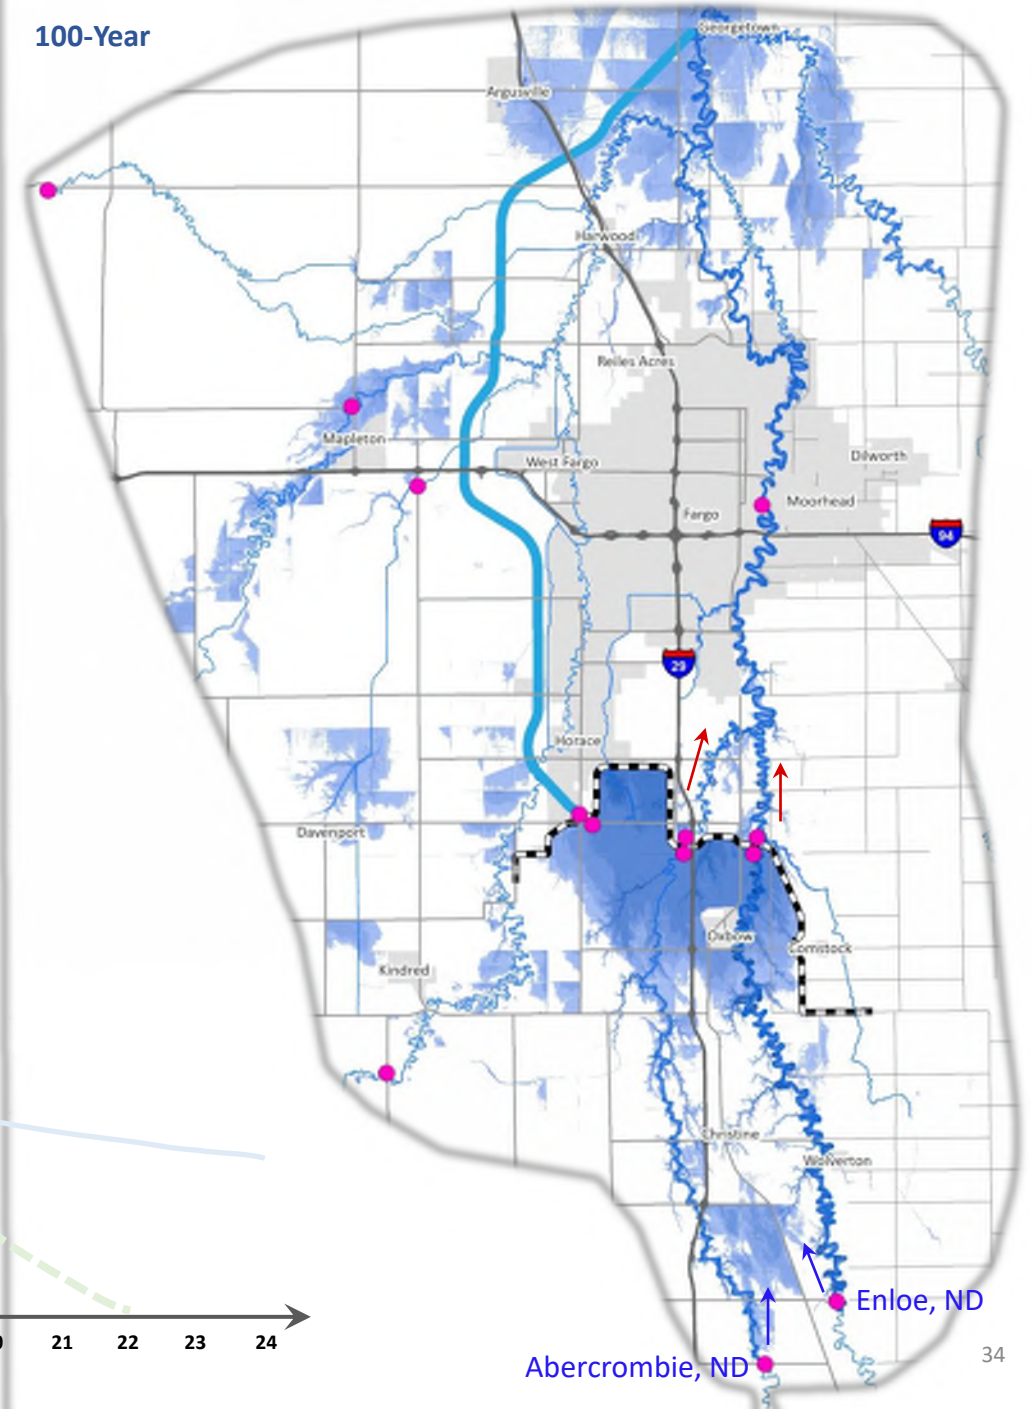 100-Year
Georgetown
Argusville
Harwood
Reiles Acres
Mapleton
West Fargo
Dilworth
Moorhead
Fargo
94
29
Horace
Davenport
Oxbow
Comstock
Kindred
Christine
Wolverton
Enloe, ND
Abercrombie, ND
0 21 22 23 24
34